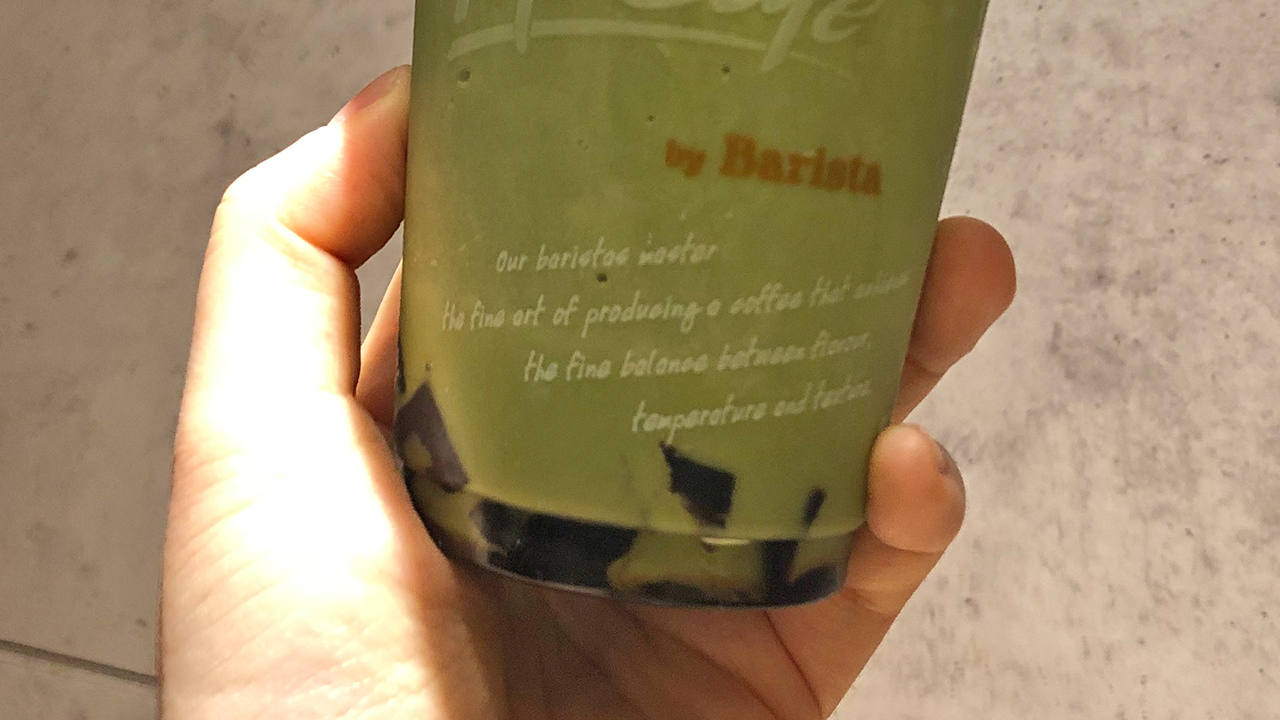 by Barista
Our baristas master
the fine art of producing a coffee that
the fine balance between flavour,
temperature and texture.